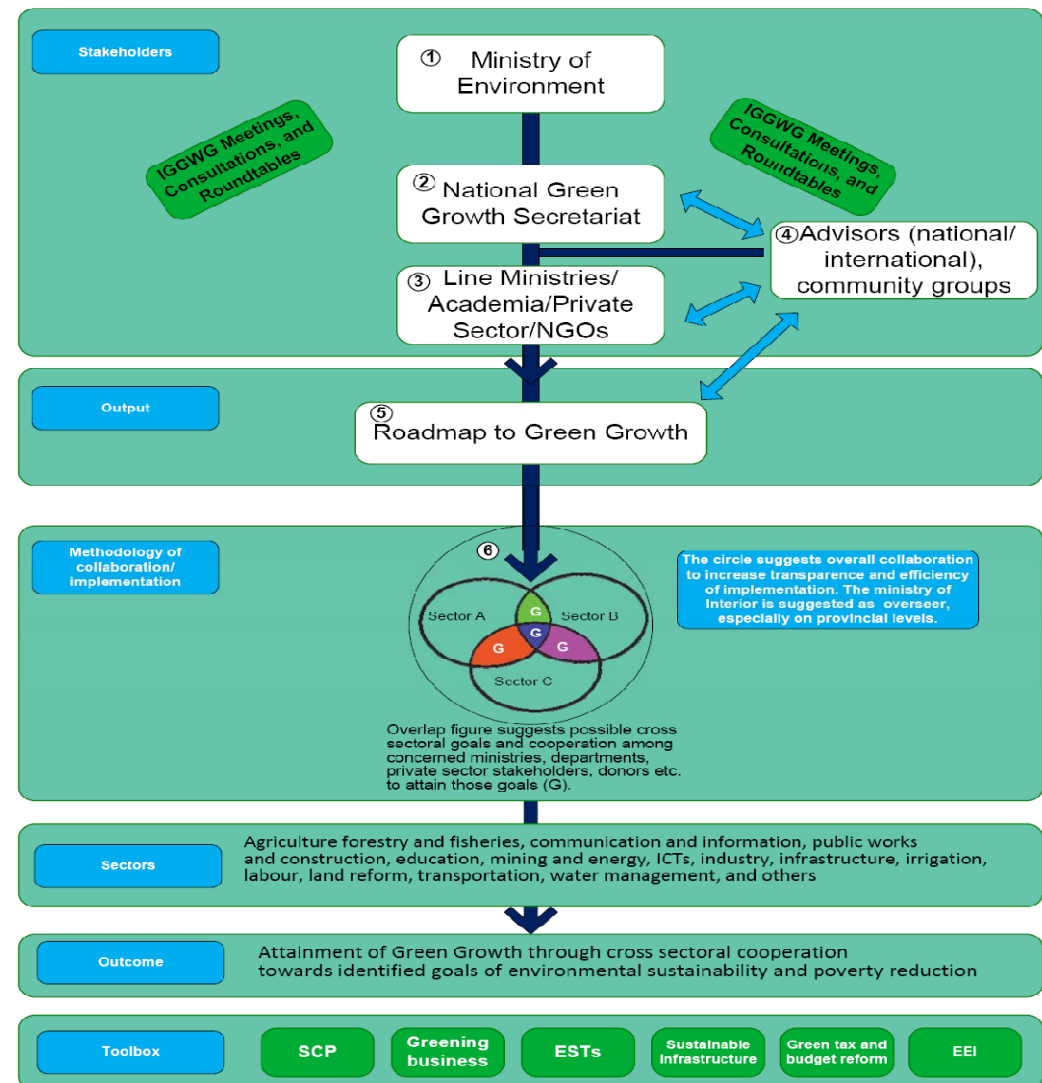 Stakeholders
1
Ministry of
Environment
IGGWG Meetings,
Consultations, and
Roundtables
IGGWG Meetings,
Consultations, and
Roundtables
2
National Green
Growth Secretariat
4 Advisors (national/
international),
community groups
3
Line Ministries/
Academia/Private
Sector/NGOs
Output
5
Roadmap to Green Growth
Methodology of
collaboration/
implementation
6
The circle suggests overall collaboration
to increase transparence and efficiency
of implementation. The ministry of
Interior is suggested as overseer,
especially on provincial levels.
Sector A
G
Sector B
G
G
G
Sector C
Overlap figure suggests possible cross
sectoral goals and cooperation among
concerned ministries, departments,
private sector stakeholders, donors etc.
to attain those goals (G).
Sectors
Agriculture forestry and fisheries, communication and information, public works
and construction, education, mining and energy, ICTs, industry, infrastructure, irrigation,
labour, land reform, transportation, water management, and others
Outcome
Attainment of Green Growth through cross sectoral cooperation
towards identified goals of environmental sustainability and poverty reduction
Toolbox
SCP
Greening
business
ESTs
Sustainable
infrastructure
Green tax and
budget reform
EEI